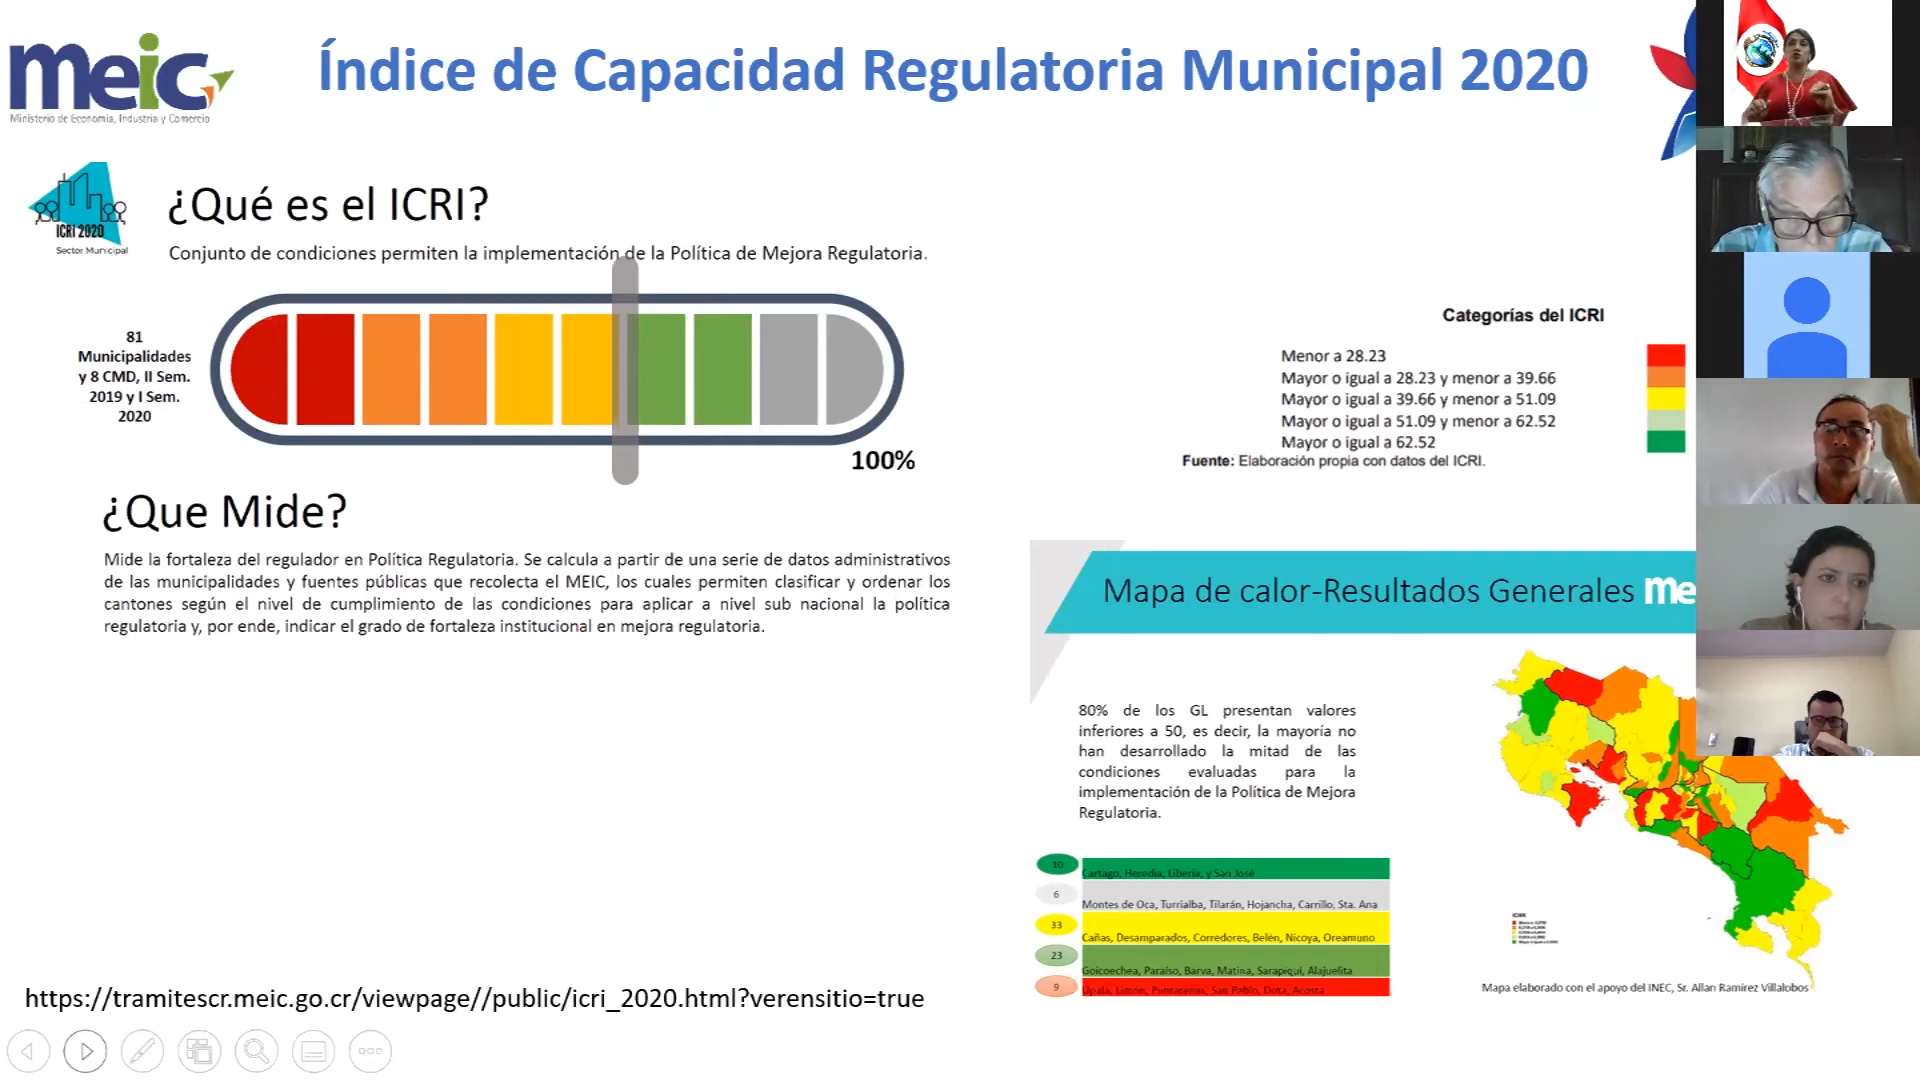 meic
Ministerio de Economía, Industria y Comercio
Índice de Capacidad Regulatoria Municipal 2020
ICRI 2020
Sector Municipal
¿Qué es el ICRI?
Conjunto de condiciones permiten la implementación de la Política de Mejora Regulatoria.
81
Municipalidades
y 8 CMD, II Sem.
2019 y I Sem.
2020
100%
¿Que Mide?
Mide la fortaleza del regulador en Política Regulatoria. Se calcula a partir de una serie de datos administrativos
de las municipalidades y fuentes públicas que recolecta el MEIC, los cuales permiten clasificar y ordenar los
cantones según el nivel de cumplimiento de las condiciones para aplicar a nivel sub nacional la política
regulatoria y, por ende, indicar el grado de fortaleza institucional en mejora regulatoria.
https://tramitescr.meic.go.cr/viewpage//public/icri_2020.html?verensitio=true
Categorías del ICRI
Menor a 28.23
Mayor o igual a 28.23 y menor a 39.66
Mayor o igual a 39.66 y menor a 51.09
Mayor o igual a 51.09 y menor a 62.52
Mayor o igual a 62.52
Fuente: Elaboración propia con datos del ICRI.
Mapa de calor-Resultados Generales me
80% de los GL presentan valores
inferiores a 50, es decir, la mayoría no
han desarrollado la mitad de las
condiciones evaluadas para la
implementación de la Política de Mejora
Regulatoria.
10 Cartago, Heredia, Liberia, y San José
6 Montes de Oca, Turrialba, Tilarán, Hojancha, Carrillo, Sta. Ana
33 Cañas, Desamparados, Corredores, Belén, Nicoya, Oreamuno
23 Goicoechea, Paraíso, Barva, Matina, Sarapiquí, Alajuelita
9 Upala, Limón, Puntarenas, San Pablo, Dota, Acosta
Mapa elaborado con el apoyo del INEC, Sr. Allan Ramírez Villalobos